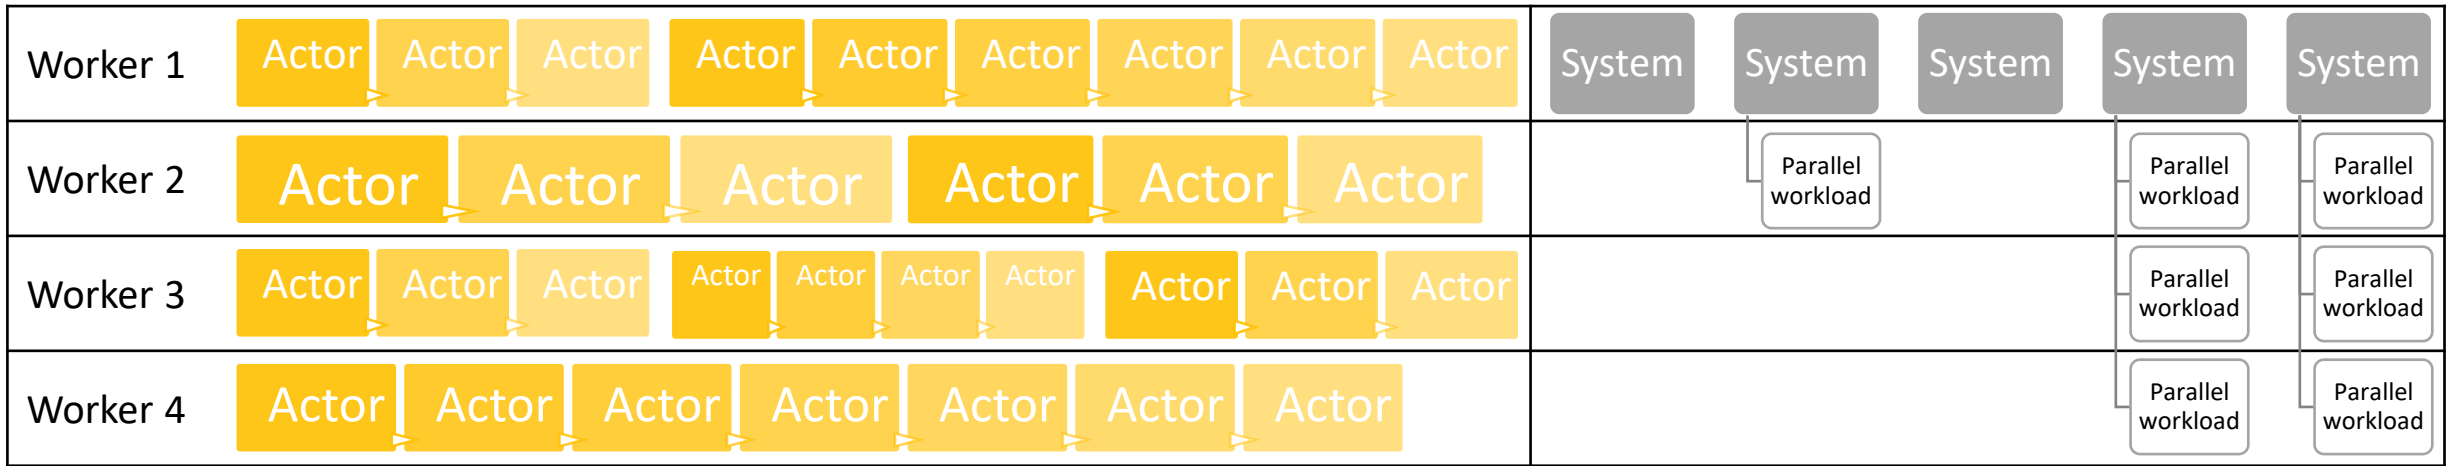 Worker 1 Actor Actor Actor Actor Actor Actor Actor Actor Actor System System System System System
Worker 2 Actor Actor Actor Actor Actor Actor Parallel workload Parallel workload Parallel workload
Worker 3 Actor Actor Actor Actor Actor Actor Actor Actor Actor Actor Parallel workload Parallel workload
Worker 4 Actor Actor Actor Actor Actor Actor Actor Parallel workload Parallel workload